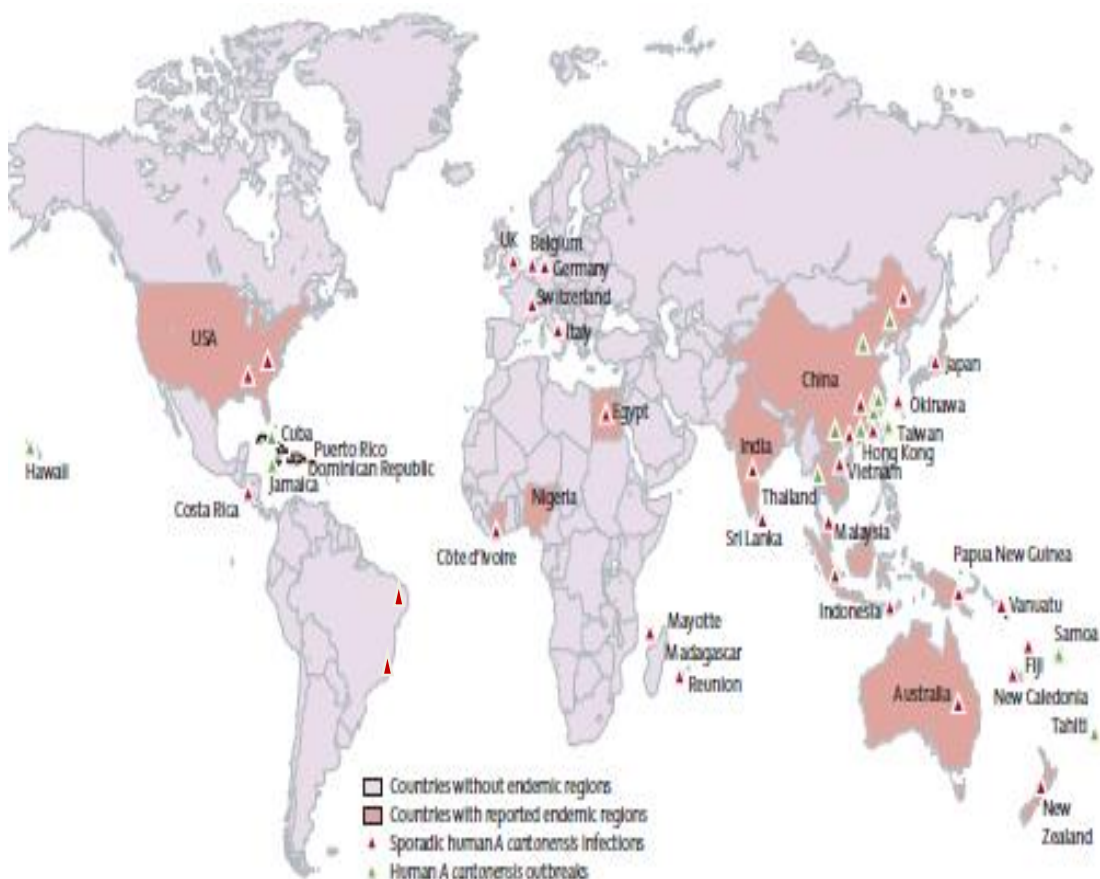 UK
Belgium
Germany
Switzerland
Italy
USA
China
Japan
Okinawa
Egypt
Cuba
Puerto Rico
Dominican Republic
Jamaica
Hawaii
Costa Rica
India
Taiwan
Hong Kong
Vietnam
Nigeria
Thailand
Sri Lanka
Malaysia
Côte d'Ivoire
Papua New Guinea
Indonesia
Vanuatu
Mayotte
Samoa
Madagascar
Fiji
Reunion
Australia
New Caledonia
Tahiti
New
Zealand
Countries without endemic regions
Countries with reported endemic regions
Sporadic human A cantonensis infections
Human A cantonensis outbreaks